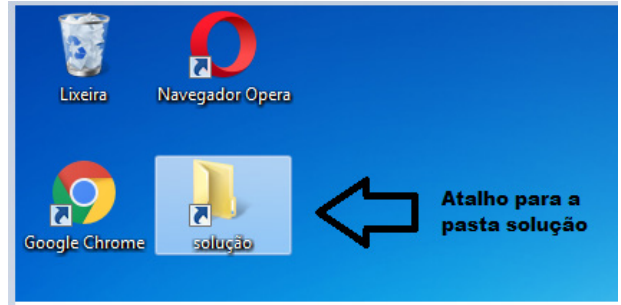 Lixeira
Navegador Opera
Google Chrome
solução
Atalho para a
pasta solução